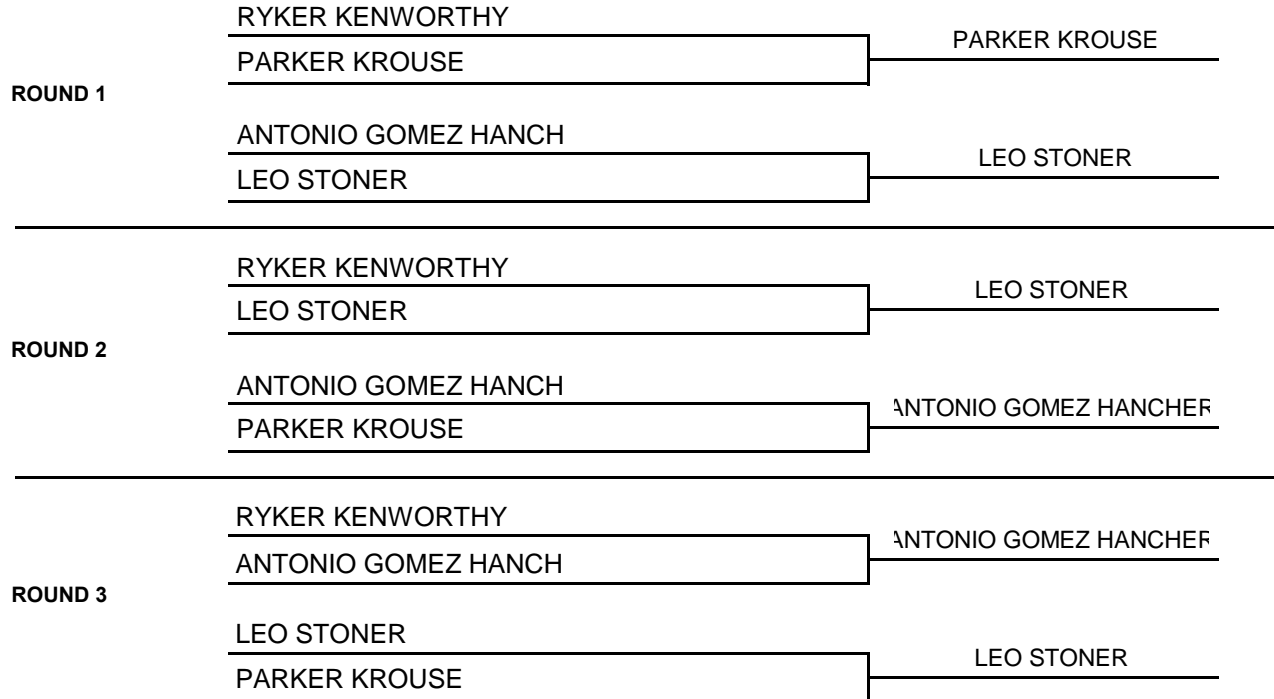 RYKER KENWORTHY
PARKER KROUSE
PARKER KROUSE
ROUND 1
ANTONIO GOMEZ HANCH
LEO STONER
LEO STONER
RYKER KENWORTHY
LEO STONER
LEO STONER
ROUND 2
ANTONIO GOMEZ HANCH
ANTONIO GOMEZ HANCHER
PARKER KROUSE
RYKER KENWORTHY
ANTONIO GOMEZ HANCHER
ANTONIO GOMEZ HANCH
ROUND 3
LEO STONER
LEO STONER
PARKER KROUSE